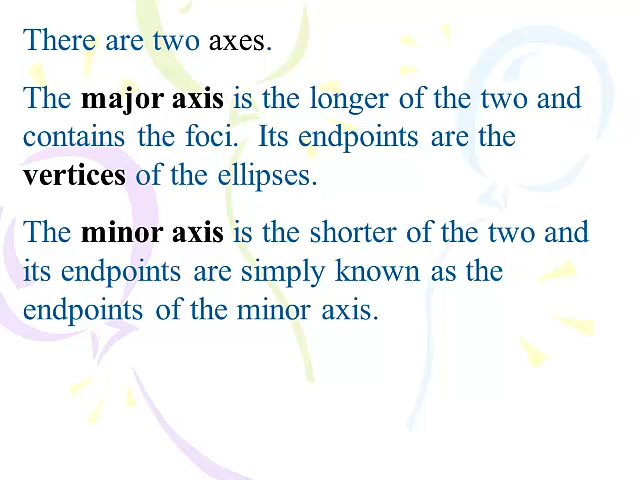 There are two axes.
The major axis is the longer of the two and
contains the foci.  Its endpoints are the
vertices of the ellipses.
The minor axis is the shorter of the two and
its endpoints are simply known as the
endpoints of the minor axis.